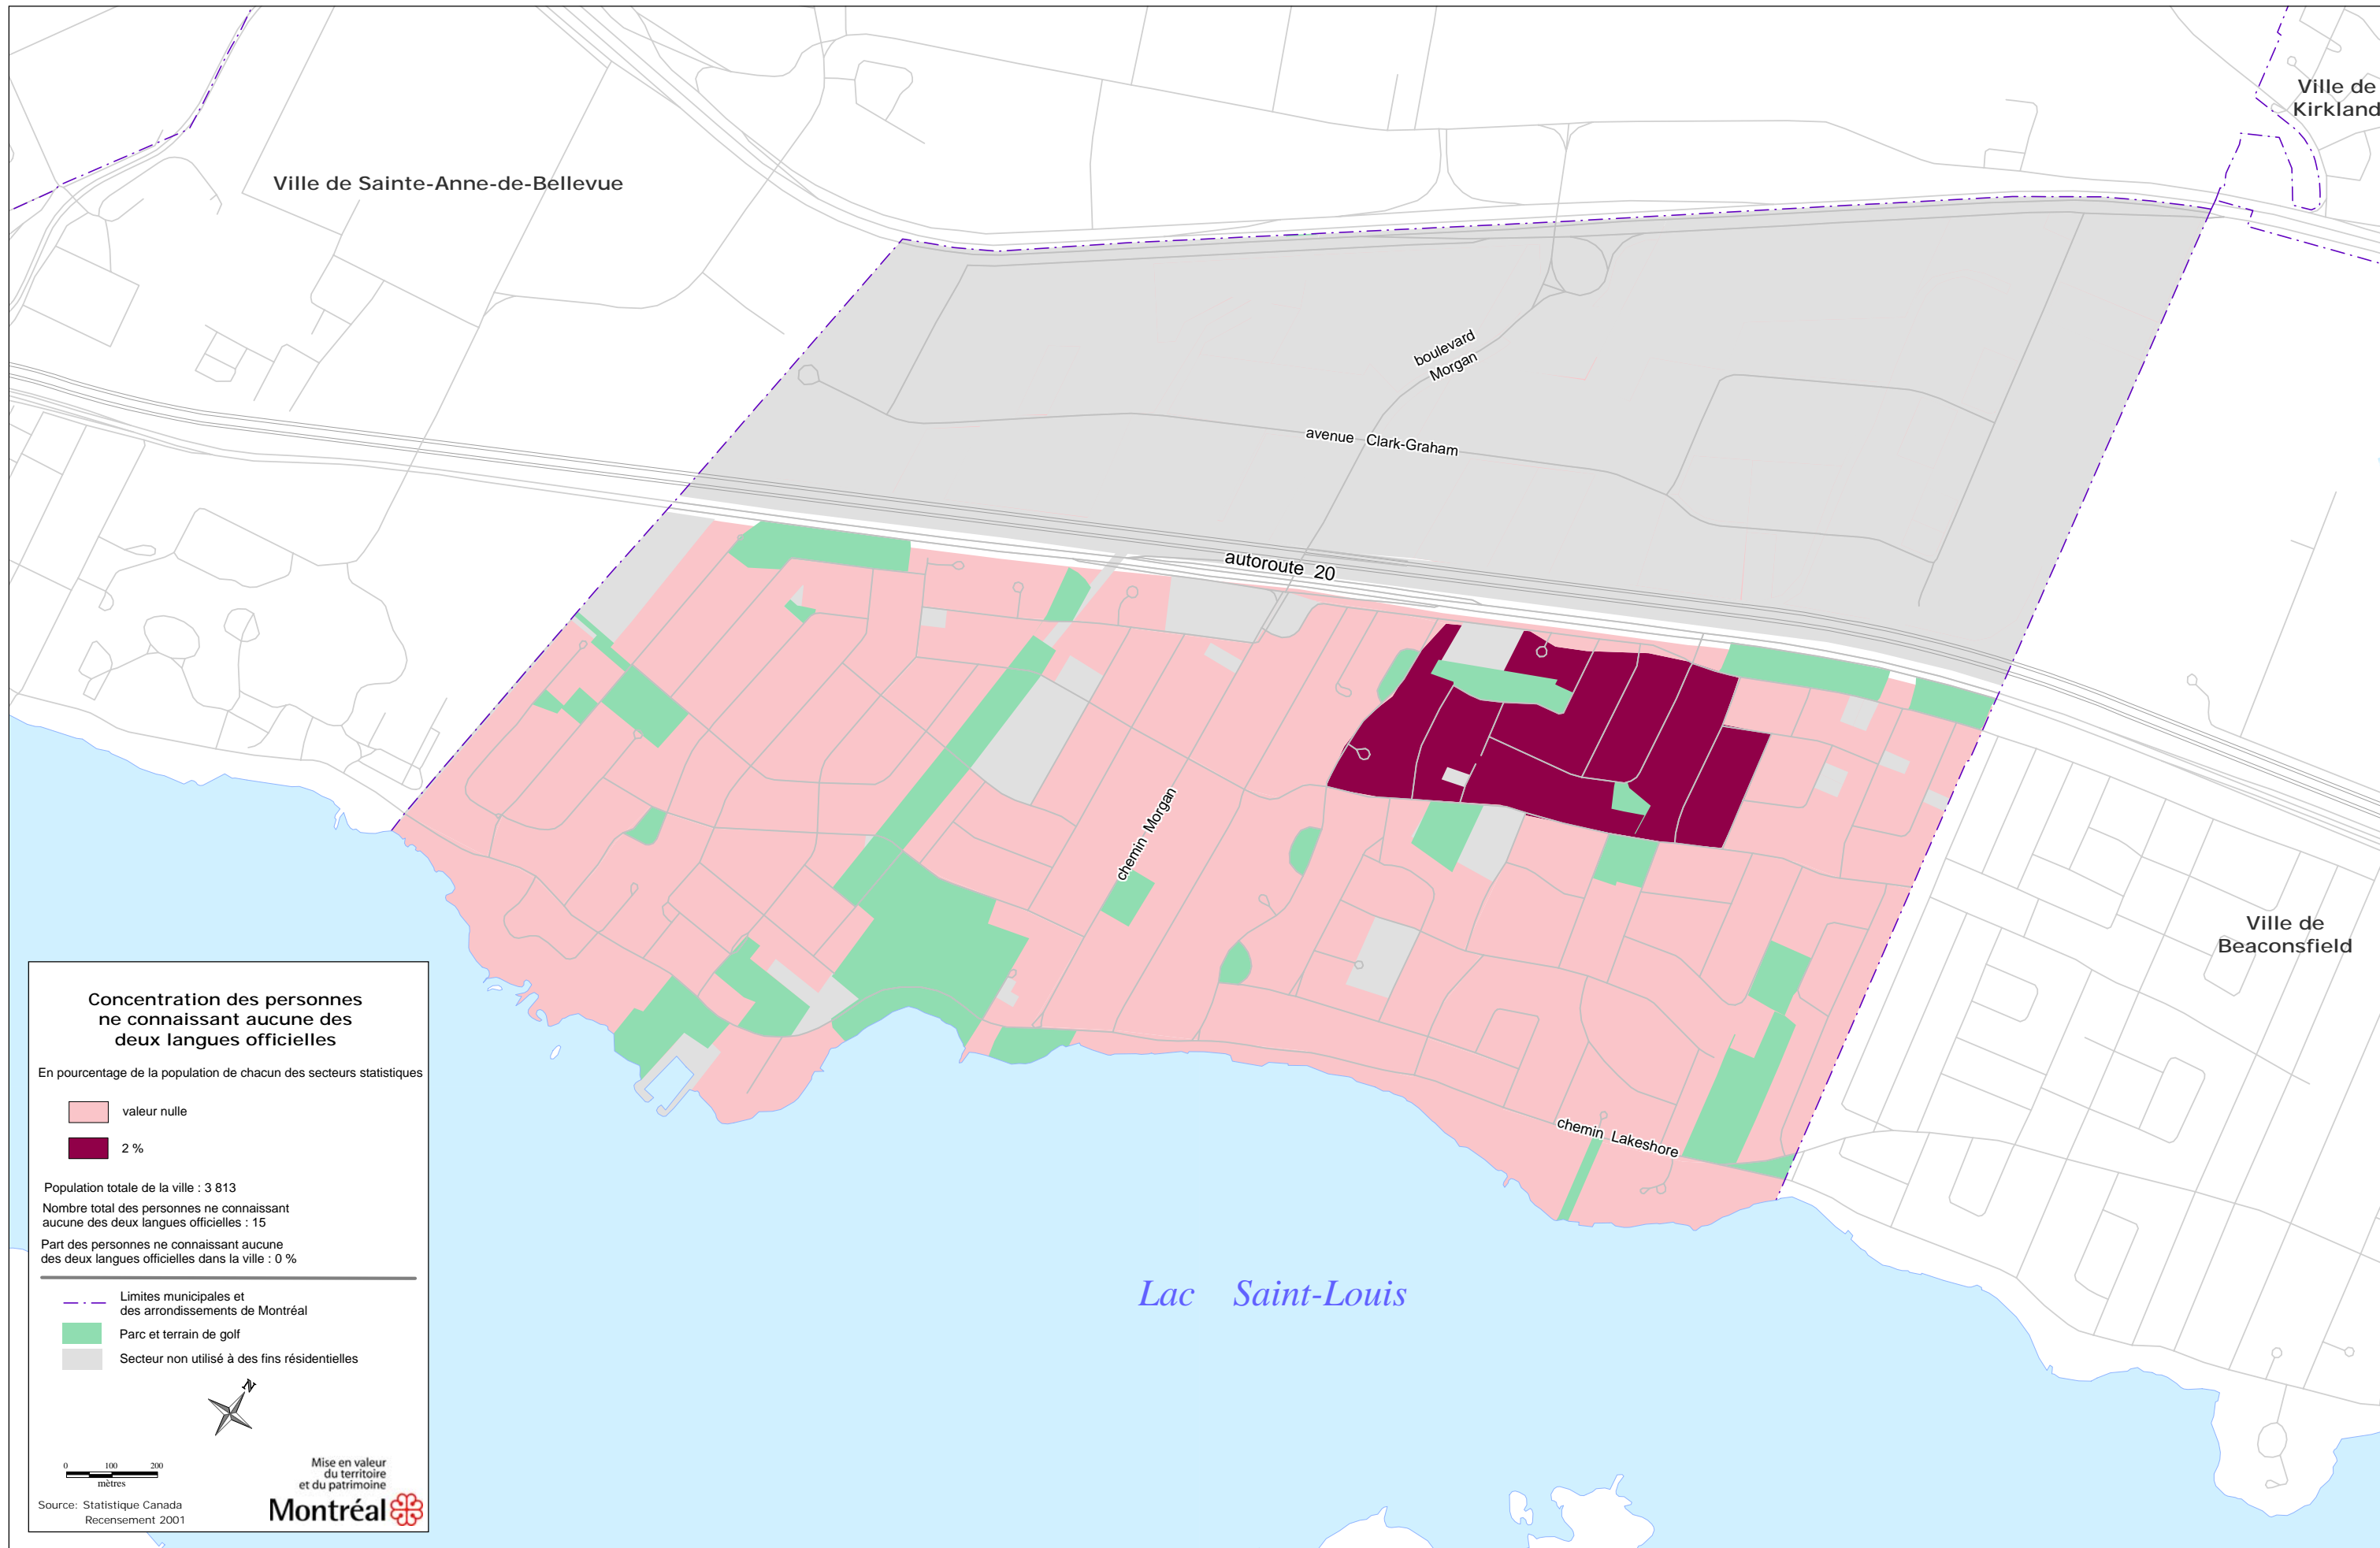 Ville de
Kirkland
Ville de Sainte-Anne-de-Bellevue
boulevard
Morgan
avenue Clark-Graham
autoroute 20
chemin Morgan
Ville de
Beaconsfield
chemin Lakeshore
Lac Saint-Louis
Concentration des personnes
ne connaissant aucune des
deux langues officielles
En pourcentage de la population de chacun des secteurs statistiques
valeur nulle
2 %
Population totale de la ville : 3 813
Nombre total des personnes ne connaissant
aucune des deux langues officielles : 15
Part des personnes ne connaissant aucune
des deux langues officielles dans la ville : 0 %
Limites municipales et
des arrondissements de Montréal
Parc et terrain de golf
Secteur non utilisé à des fins résidentielles
N
0 100 200
mètres
Source: Statistique Canada
Recensement 2001
Mise en valeur
du territoire
et du patrimoine
Montréal